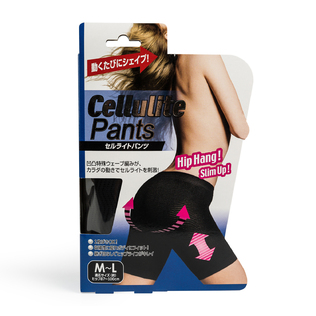 動くたびにシェイプ!
Cellulite
Pants
セルライトパンツ
凹凸特殊ウェーブ編みが、
カラダの動きでセルライトを刺激!
Hip Hang!
Slim Up!
M~L